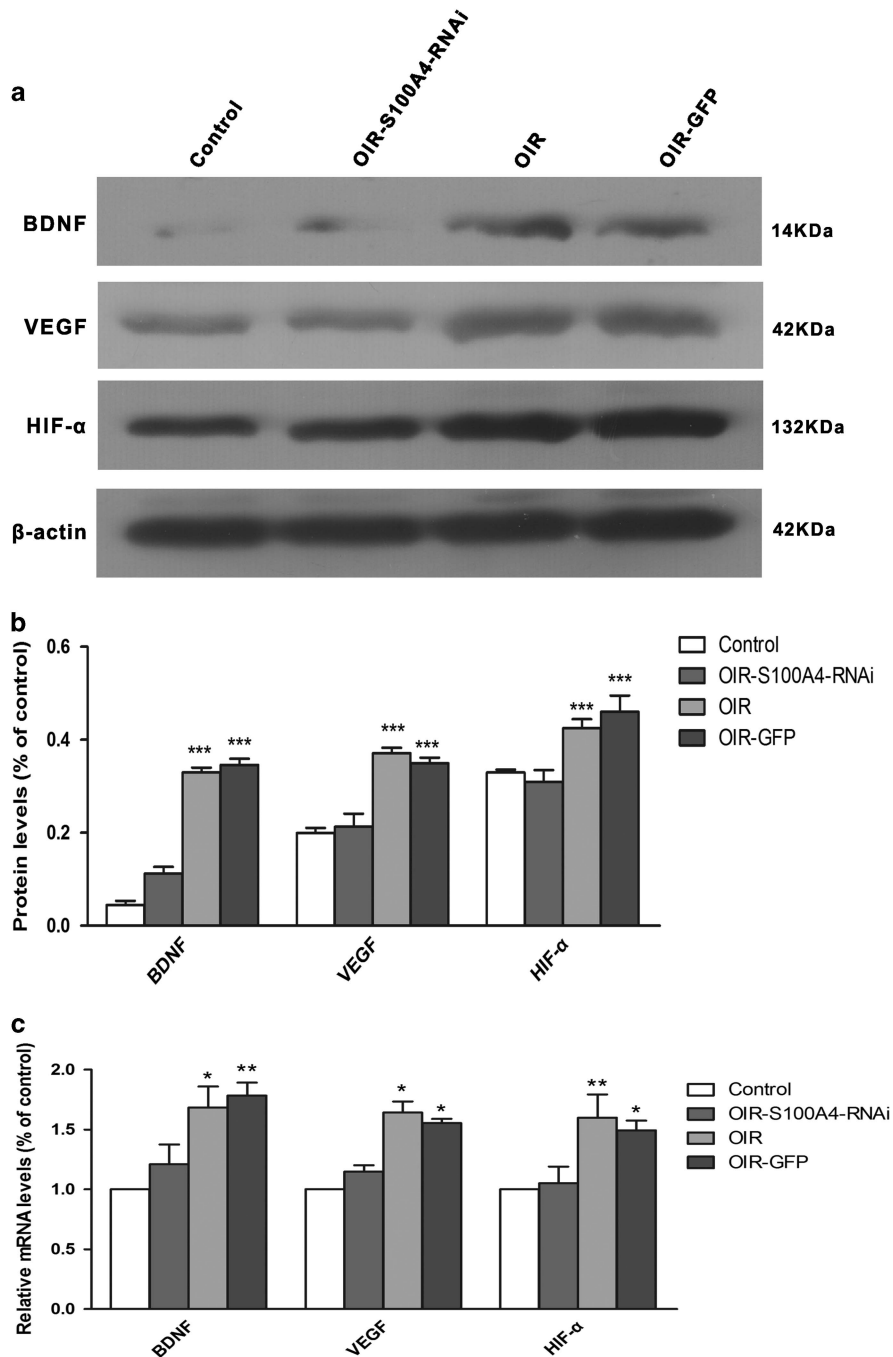 a
Control
OIR-S100A4-RNAi
OIR
OIR-GFP
BDNF
14KDa
VEGF
42KDa
HIF-α
132KDa
β-actin
42KDa
b
Protein levels (% of control)
0.6
0.4
0.2
0.0
*** ***
*** ***
*** ***
BDNF
VEGF
HIF-α
Control
OIR-S100A4-RNAi
OIR
OIR-GFP
c
Relative mRNA levels (% of control)
2.0
1.5
1.0
0.5
0.0
* **
* *
** *
BDNF
VEGF
HIF-α
Control
OIR-S100A4-RNAi
OIR
OIR-GFP